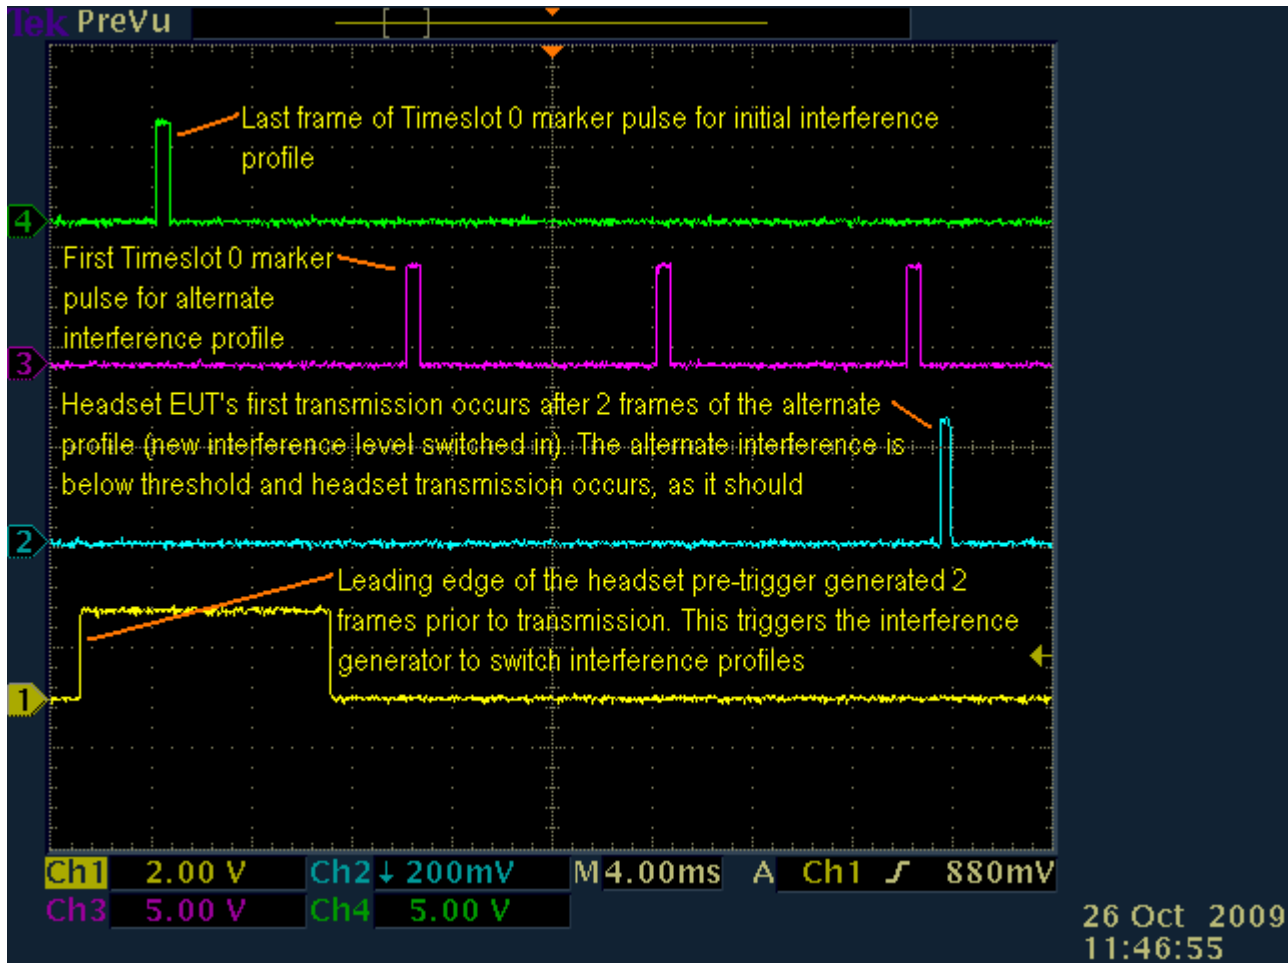 Tek PreVu
Last frame of Timeslot 0 marker pulse for initial interference
profile
4
First Timeslot 0 marker
pulse for alternate
interference profile
3
Headset EUT's first transmission occurs after 2 frames of the alternate
profile (new interference level switched in). The alternate interference is
below threshold and headset transmission occurs, as it should
2
Leading edge of the headset pre-trigger generated 2
frames prior to transmission. This triggers the interference
generator to switch interference profiles
1
Ch1 2.00 V Ch2 ↓ 200mV M 4.00ms A Ch1 ʃ 880mV
Ch3 5.00 V Ch4 5.00 V
26 Oct 2009
11:46:55